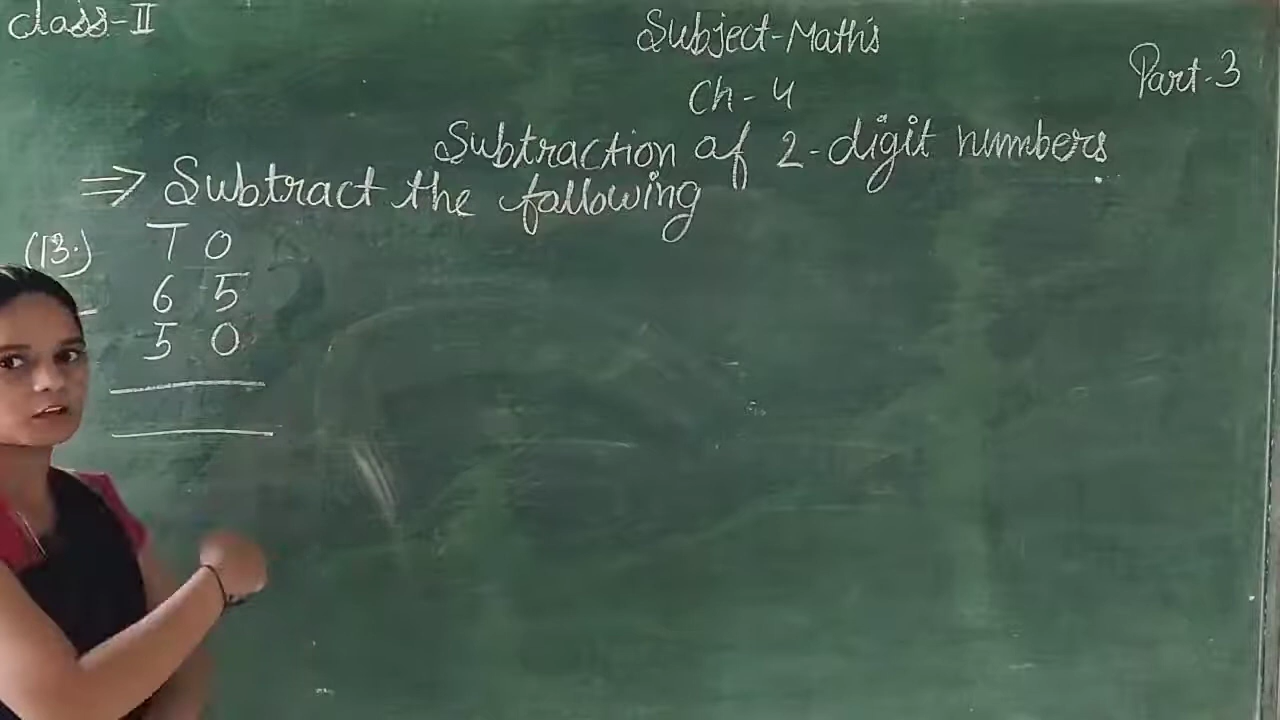 Class-II
Subject-Maths
Part-3
Ch-4
Subtraction of 2-digit numbers
⇒ Subtract the following
(13.) T O
6 5
- 5 0